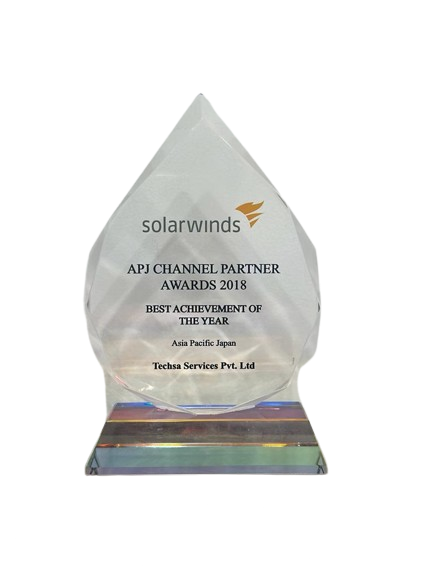 solarwinds
APJ CHANNEL PARTNER
AWARDS 2018
BEST ACHIEVEMENT OF
THE YEAR
Asia Pacific Japan
Techsa Services Pvt. Ltd